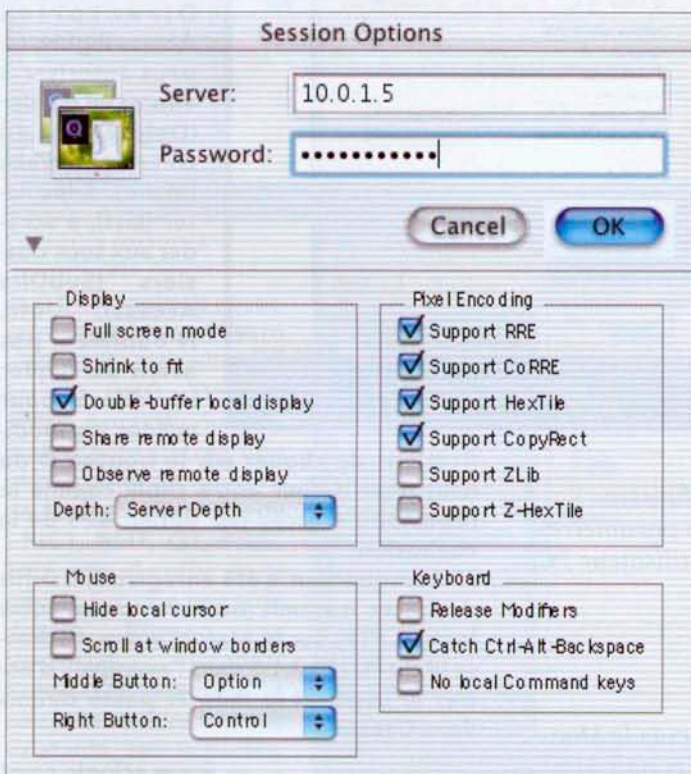 Session Options
Server: 10.0.1.5
Password: •••••••••••
Cancel OK
Display
Full screen mode
Shrink to fit
Double-buffer local display
Share remote display
Observe remote display
Depth: Server Depth
Pixel Encoding
Support RRE
Support CoRRE
Support HexTile
Support CopyRect
Support ZLib
Support Z-HexTile
Mouse
Hide local cursor
Scroll at window borders
Middle Button: Option
Right Button: Control
Keyboard
Release Modifiers
Catch Ctrl-Alt-Backspace
No local Command keys